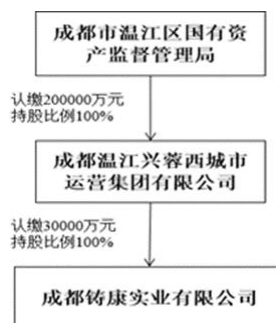 成都市温江区国有资
产监督管理局
认缴200000万元
持股比例100%
成都温江兴蓉西城市
运营集团有限公司
认缴30000万元
持股比例100%
成都铸康实业有限公司